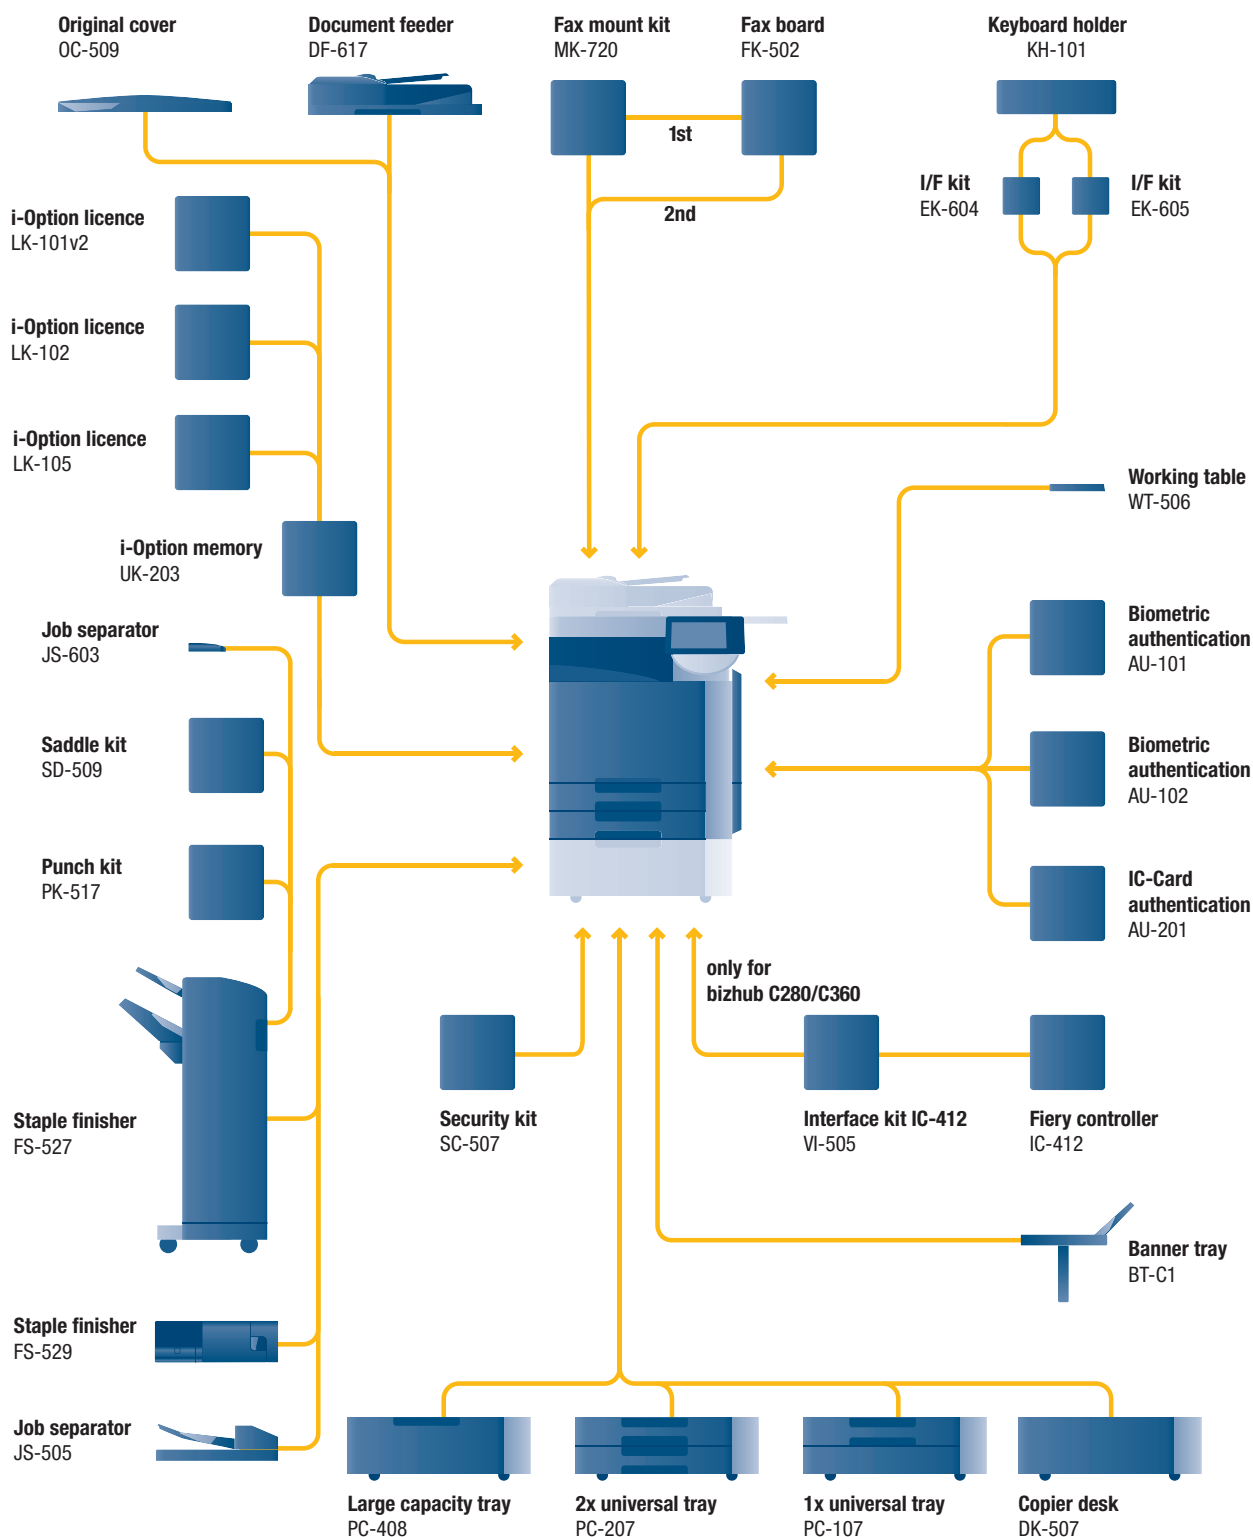 Original cover
OC-509
Document feeder
DF-617
Fax mount kit
MK-720
Fax board
FK-502
Keyboard holder
KH-101
1st
2nd
I/F kit
EK-604
I/F kit
EK-605
i-Option licence
LK-101v2
i-Option licence
LK-102
i-Option licence
LK-105
i-Option memory
UK-203
Working table
WT-506
Job separator
JS-603
Biometric
authentication
AU-101
Saddle kit
SD-509
Biometric
authentication
AU-102
Punch kit
PK-517
IC-Card
authentication
AU-201
only for
bizhub C280/C360
Staple finisher
FS-527
Security kit
SC-507
Interface kit IC-412
VI-505
Fiery controller
IC-412
Banner tray
BT-C1
Staple finisher
FS-529
Job separator
JS-505
Large capacity tray
PC-408
2x universal tray
PC-207
1x universal tray
PC-107
Copier desk
DK-507